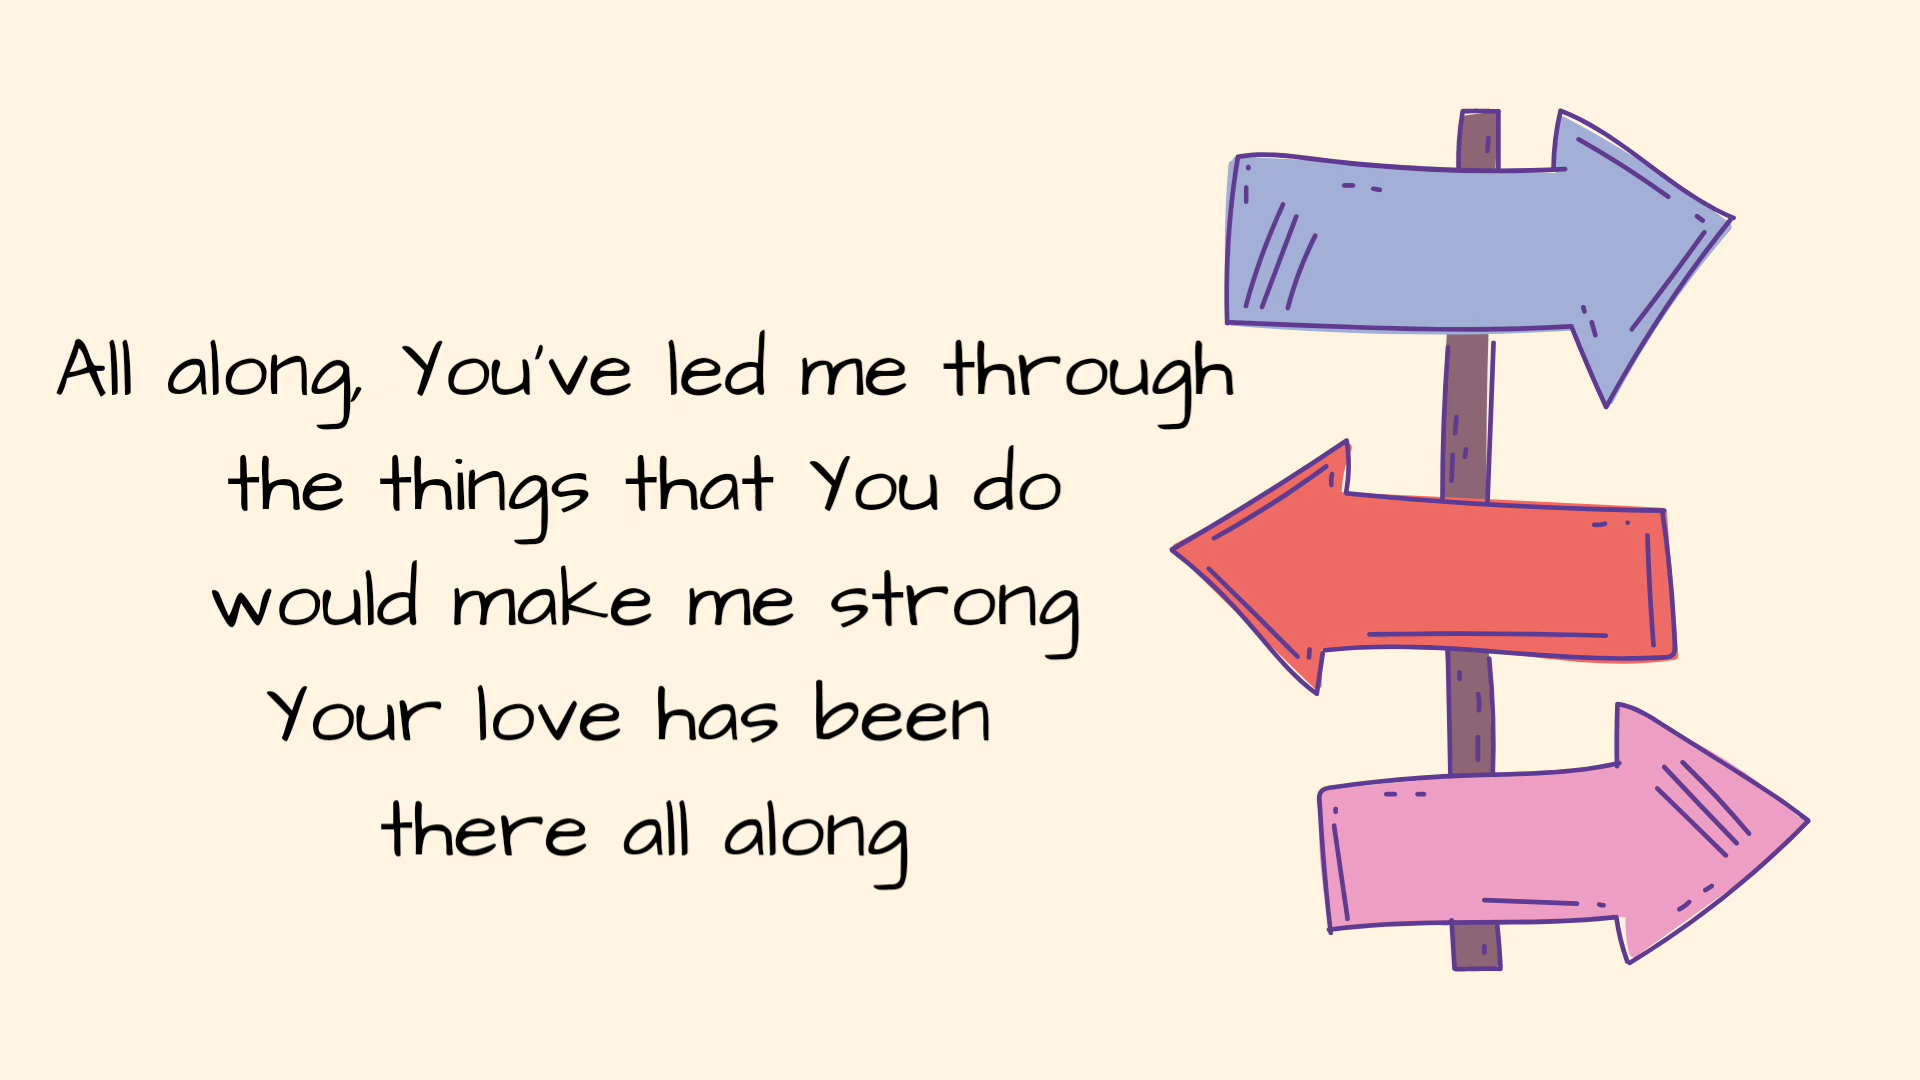 All along, You've led me through
the things that You do
would make me strong
Your love has been
there all along